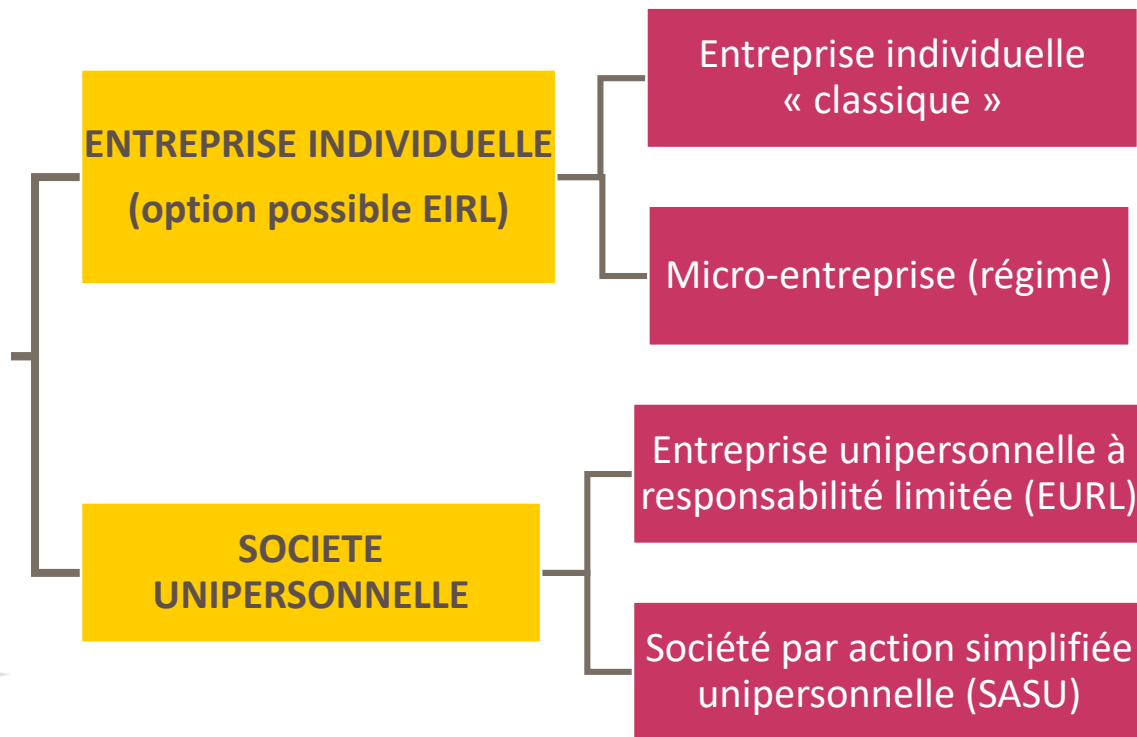 Entreprise individuelle
« classique »
ENTREPRISE INDIVIDUELLE
(option possible EIRL)
Micro-entreprise (régime)
Entreprise unipersonnelle à
responsabilité limitée (EURL)
SOCIETE
UNIPERSONNELLE
Société par action simplifiée
unipersonnelle (SASU)